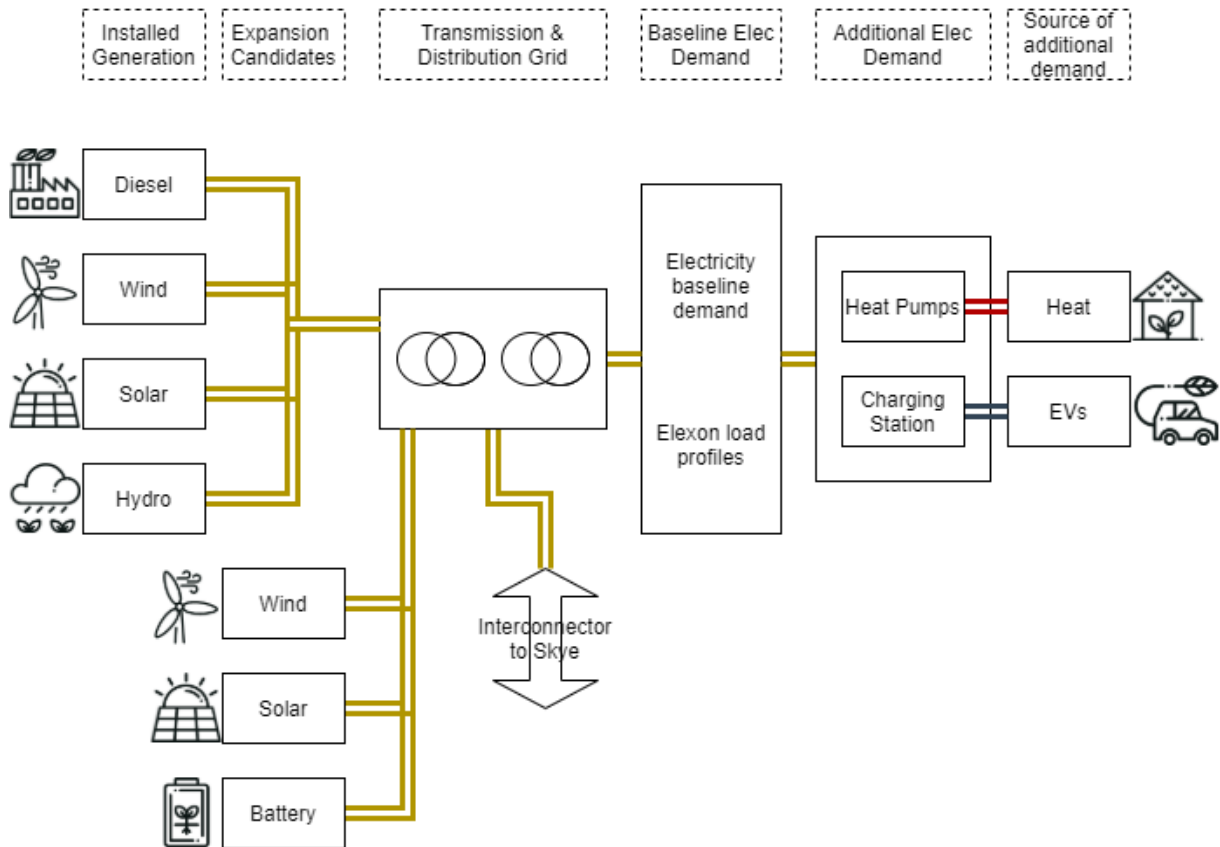 Installed
Generation
Expansion
Candidates
Transmission &
Distribution Grid
Baseline Elec
Demand
Additional Elec
Demand
Source of
additional
demand
Diesel
Wind
Solar
Hydro
Wind
Solar
Battery
Interconnector
to Skye
Electricity
baseline
demand
Elexon load
profiles
Heat Pumps
Charging
Station
Heat
EVs